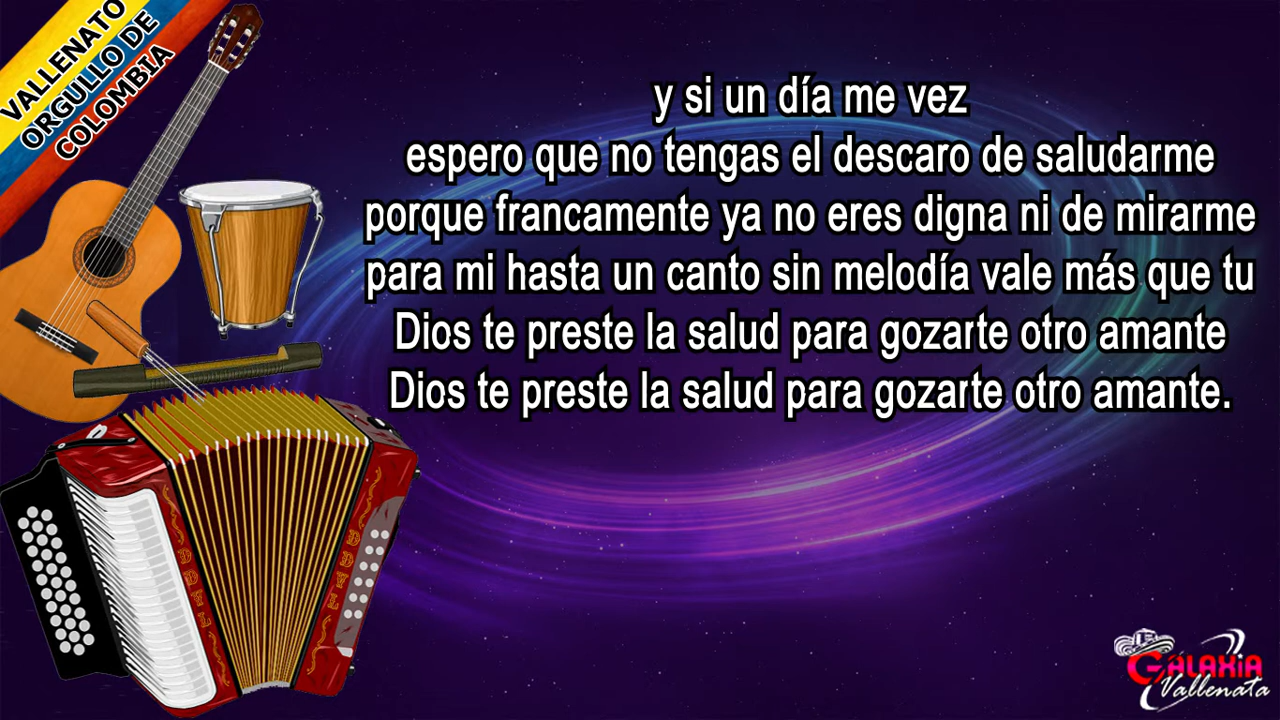 VALLENATO
ORGULLO DE
COLOMBIA
y si un día me vez
espero que no tengas el descaro de saludarme
porque francamente ya no eres digna ni de mirarme
para mi hasta un canto sin melodía vale más que tu
Dios te preste la salud para gozarte otro amante
Dios te preste la salud para gozarte otro amante.
GALAXiA
Vallenata